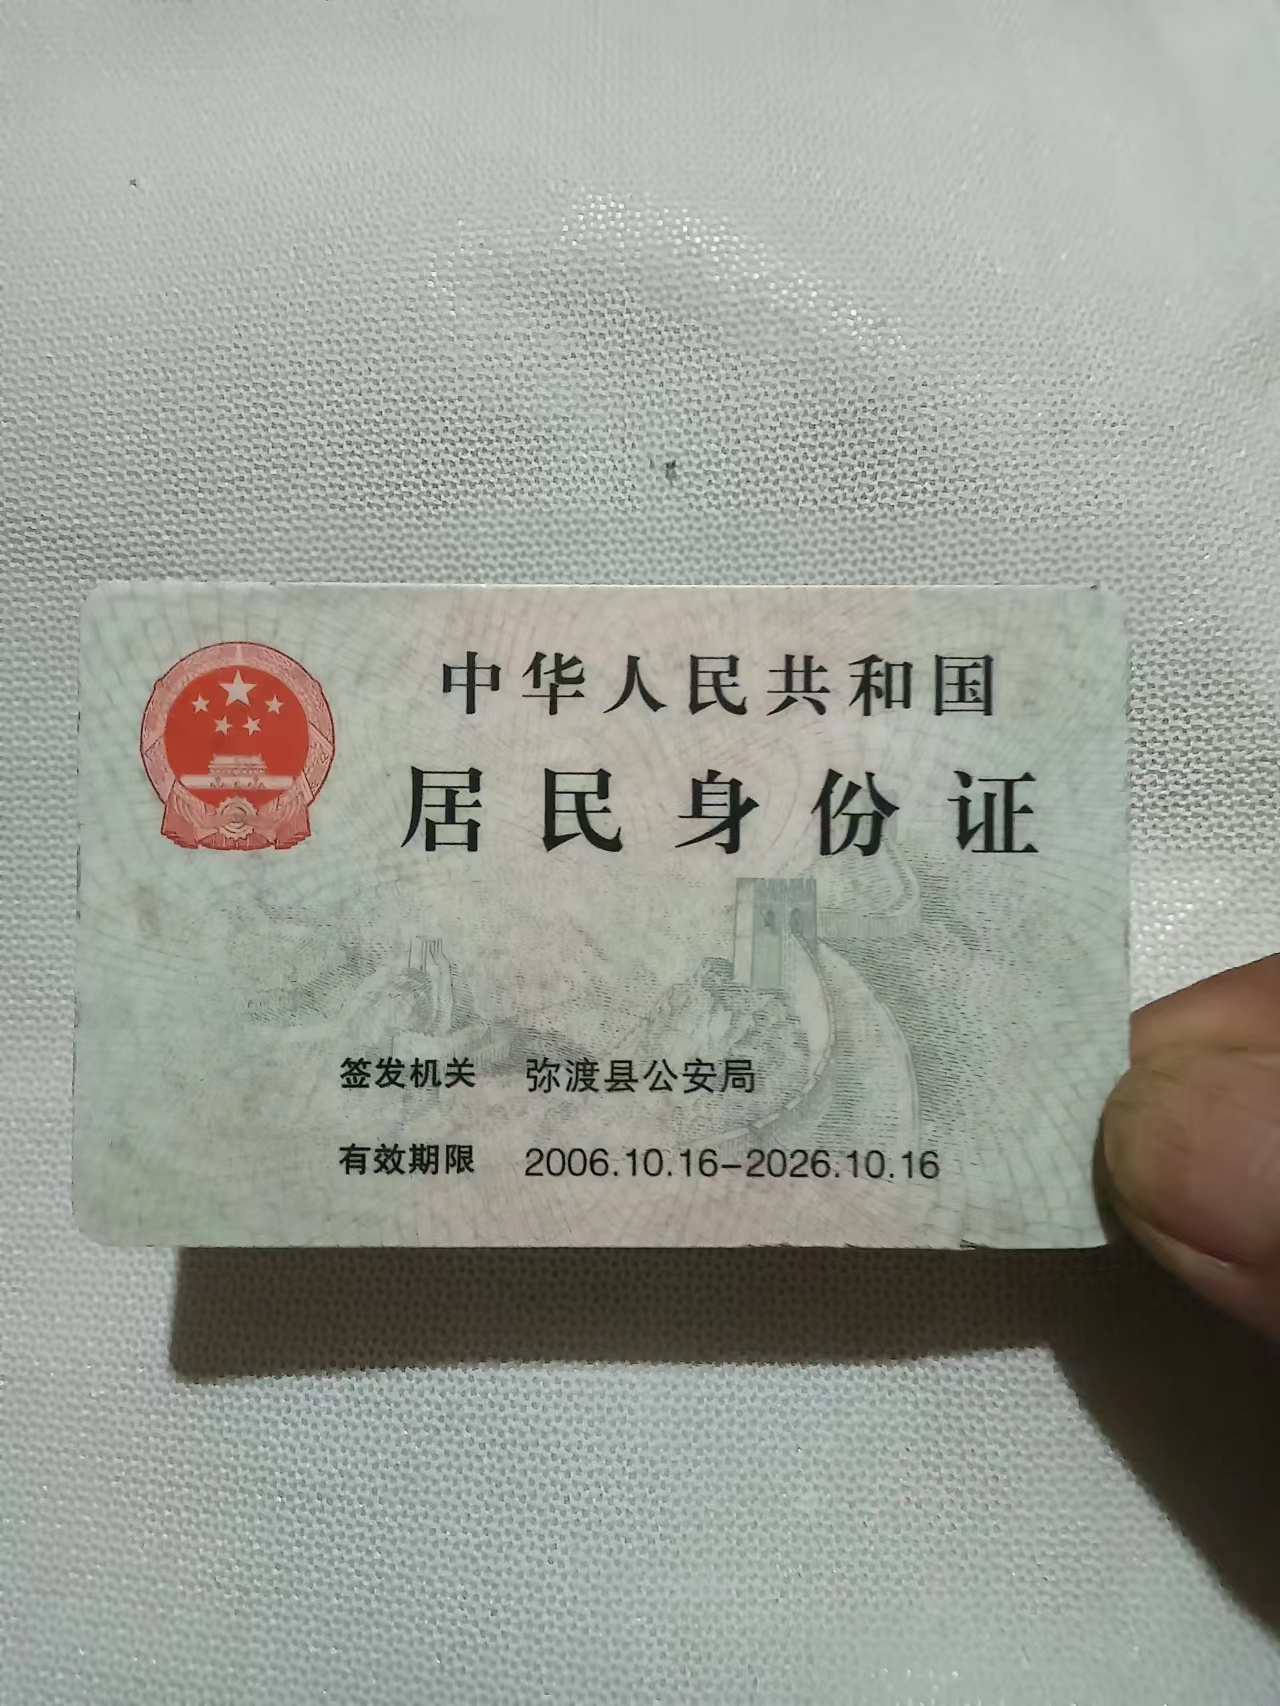 中华人民共和国
居民身份证
签发机关 弥渡县公安局
有效期限 2006.10.16-2026.10.16